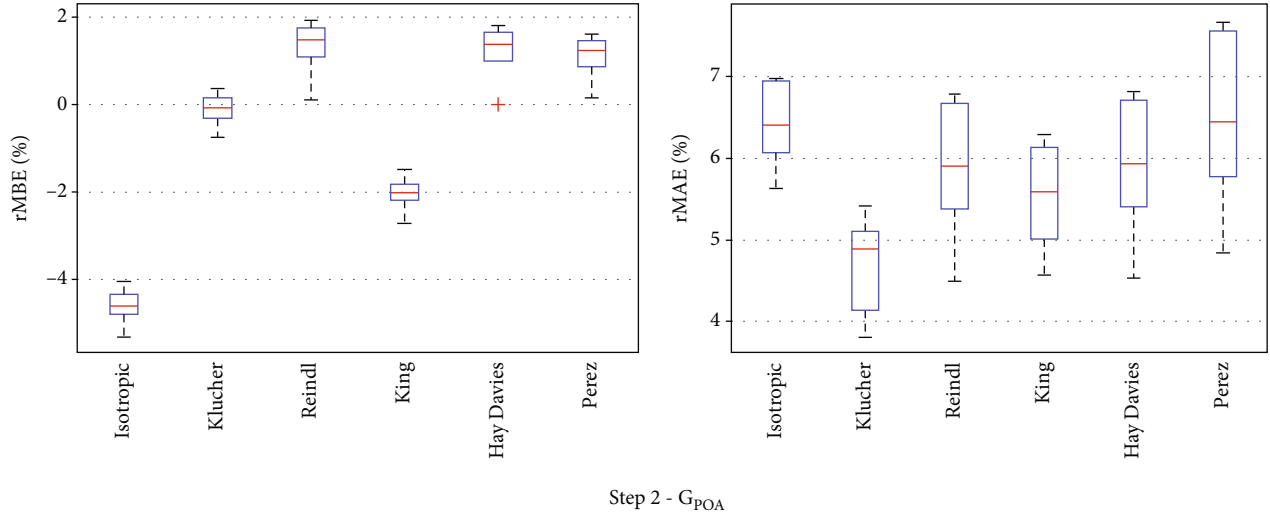 rMBE (%)
2
0
−2
−4
Isotropic
Klucher
Reindl
King
Hay Davies
Perez
rMAE (%)
7
6
5
4
Isotropic
Klucher
Reindl
King
Hay Davies
Perez
Step 2 - GPOA